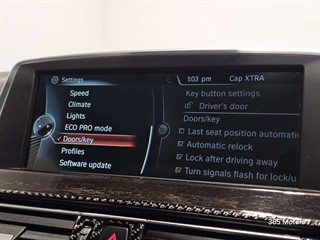 Settings
1:03 pm
Cap XTRA
Speed
Climate
Lights
ECO PRO mode
Doors/key
Profiles
Software update
Key button settings
Driver's door
Doors/key
Last seat position automati
Automatic relock
Lock after driving away
Turn signals flash for lock/u
365 Motors